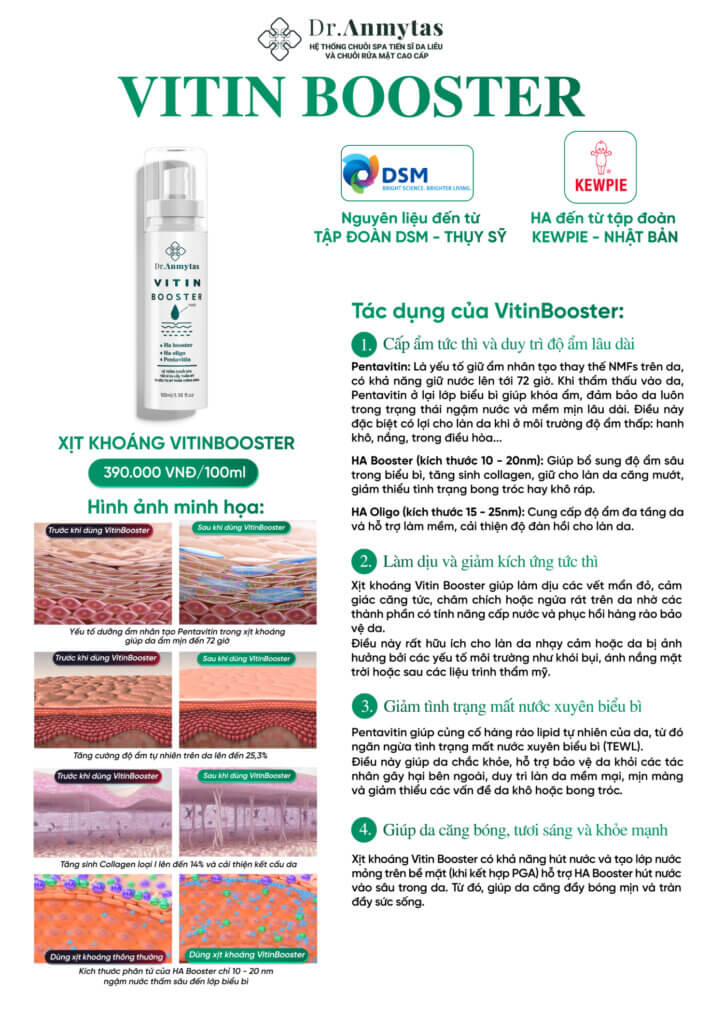 Dr.Anmytas
HỆ THỐNG CHUỖI SPA TIẾN SĨ DA LIỄU
VÀ CHUỖI RỬA MẶT CAO CẤP
VITIN BOOSTER
DSM
BRIGHT SCIENCE. BRIGHTER LIVING.
KEWPIE
Nguyên liệu đến từ
TẬP ĐOÀN DSM - THỤY SỸ
HA đến từ tập đoàn
KEWPIE - NHẬT BẢN
Dr.Anmytas
VITIN
BOOSTER
Ha booster
Ha oligo
Pentavitin
100ml/
XỊT KHOÁNG VITINBOOSTER
390.000 VNĐ/100ml
Hình ảnh minh họa:
Trước khi dùng VitinBooster
Sau khi dùng VitinBooster
Yếu tố dưỡng ẩm nhân tạo Pentavitin trong xịt khoáng
giúp da ẩm mịn đến 72 giờ
Trước khi dùng VitinBooster
Sau khi dùng VitinBooster
Tăng cường độ ẩm tự nhiên trên da lên đến 25,3%
Trước khi dùng VitinBooster
Sau khi dùng VitinBooster
Tăng sinh Collagen loại I lên đến 14% và cải thiện kết cấu da
Dùng xịt khoáng thông thường
Dùng xịt khoáng VitinBooster
Kích thước phân tử của HA Booster chỉ 10 - 20 nm
ngậm nước thấm sâu đến lớp biểu bì
Tác dụng của VitinBooster:
1. Cấp ẩm tức thì và duy trì độ ẩm lâu dài
Pentavitin: Là yếu tố giữ ẩm nhân tạo thay thế NMFs trên da,
có khả năng giữ nước lên tới 72 giờ. Khi thẩm thấu vào da,
Pentavitin ở lại lớp biểu bì giúp khóa ẩm, đảm bảo da luôn
trong trạng thái ngậm nước và mềm mịn lâu dài. Điều này
đặc biệt có lợi cho làn da khi ở môi trường độ ẩm thấp: hanh
khô, nắng, trong điều hòa...
HA Booster (kích thước 10 - 20nm): Giúp bổ sung độ ẩm sâu
trong biểu bì, tăng sinh collagen, giữ cho làn da căng mướt,
giảm thiểu tình trạng bong tróc hay khô ráp.
HA Oligo (kích thước 15 - 25nm): Cung cấp độ ẩm đa tầng da
và hỗ trợ làm mềm, cải thiện độ đàn hồi cho làn da.
2. Làm dịu và giảm kích ứng tức thì
Xịt khoáng Vitin Booster giúp làm dịu các vết mẩn đỏ, cảm
giác căng tức, châm chích hoặc ngứa rát trên da nhờ các
thành phần có tính năng cấp nước và phục hồi hàng rào bảo
vệ da.
Điều này rất hữu ích cho làn da nhạy cảm hoặc da bị ảnh
hưởng bởi các yếu tố môi trường như khói bụi, ánh nắng mặt
trời hoặc sau các liệu trình thẩm mỹ.
3. Giảm tình trạng mất nước xuyên biểu bì
Pentavitin giúp củng cố hàng rào lipid tự nhiên của da, từ đó
ngăn ngừa tình trạng mất nước xuyên biểu bì (TEWL).
Điều này giúp da chắc khỏe, hỗ trợ bảo vệ da khỏi các tác
nhân gây hại bên ngoài, duy trì làn da mềm mại, mịn màng
và giảm thiểu các vấn đề da khô hoặc bong tróc.
4. Giúp da căng bóng, tươi sáng và khỏe mạnh
Xịt khoáng Vitin Booster có khả năng hút nước và tạo lớp nước
mỏng trên bề mặt (khi kết hợp PGA) hỗ trợ HA Booster hút nước
vào sâu trong da. Từ đó, giúp da căng đầy bóng mịn và tràn
đầy sức sống.